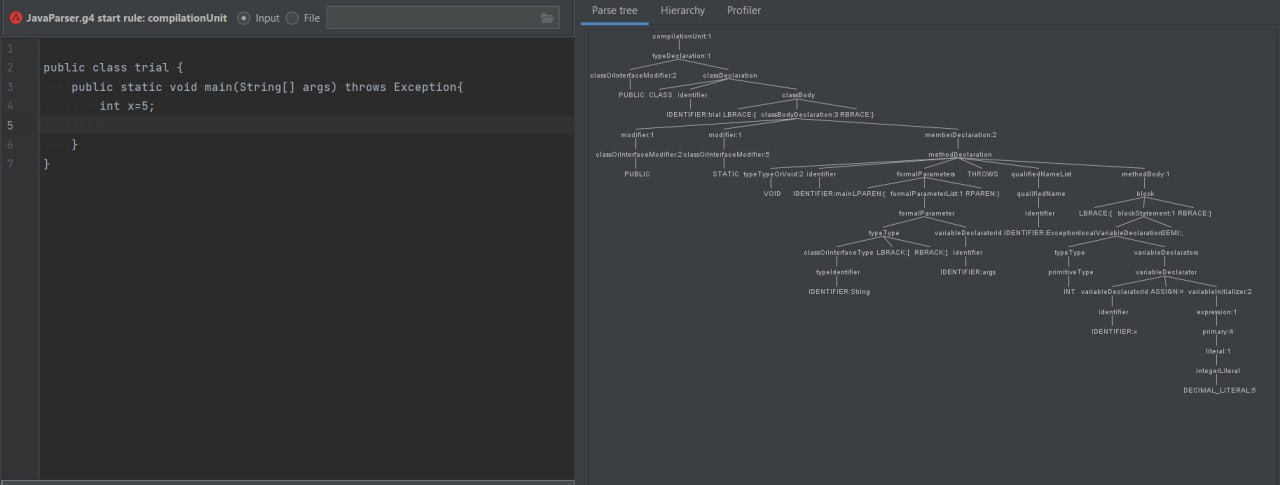 JavaParser.g4 start rule: compilationUnit Input File
Parse tree Hierarchy Profiler
1
2 public class trial {
3 public static void main(String[] args) throws Exception{
4 int x=5;
5
6 }
7 }
compilationUnit:1
typeDeclaration:1
classOrInterfaceModifier:2 classDeclaration
PUBLIC CLASS identifier classBody
IDENTIFIER:trial LBRACE:{ classBodyDeclaration:3 RBRACE:}
modifier:1 modifier:1 memberDeclaration:2
classOrInterfaceModifier:2 classOrInterfaceModifier:5 methodDeclaration
PUBLIC STATIC typeTypeOrVoid:2 identifier formalParameters THROWS qualifiedNameList methodBody:1
VOID IDENTIFIER:main LPAREN:( formalParameterList:1 RPAREN:) qualifiedName block
formalParameter identifier LBRACE:{ blockStatement:1 RBRACE:}
typeType variableDeclaratorId IDENTIFIER:Exception localVariableDeclaration SEMI:;
classOrInterfaceType LBRACK:[ RBRACK:] identifier typeType variableDeclarators
typeIdentifier IDENTIFIER:args primitiveType variableDeclarator
IDENTIFIER:String INT variableDeclaratorId ASSIGN:= variableInitializer:2
identifier expression:1
IDENTIFIER:x primary:4
literal:1
integerLiteral
DECIMAL_LITERAL:5